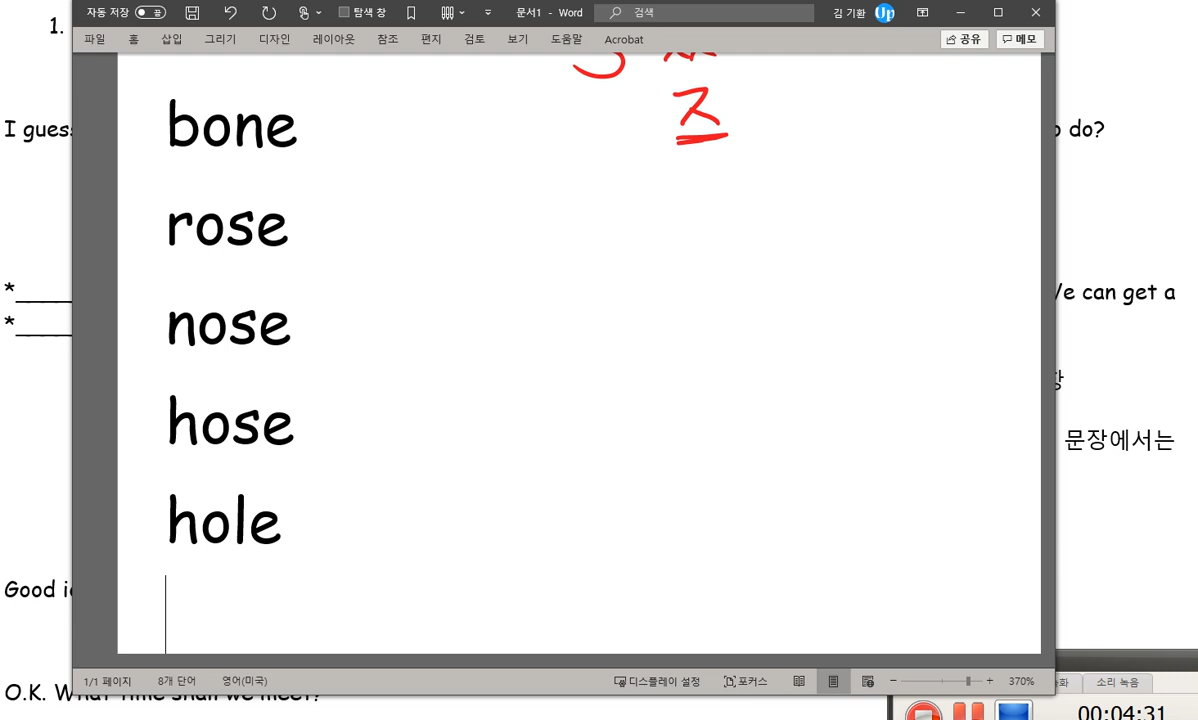 1.
자동 저장 끔 탐색 창 문서1 - Word 검색 김 기환 Up
파일 홈 삽입 그리기 디자인 레이아웃 참조 편지 검토 보기 도움말 Acrobat 공유 메모
ㅈ
bone
I guess do?
rose
*_____ can get a
*_____
nose
hose
문장에서는
hole
Good
1/1 페이지 8개 단어 영어(미국) 디스플레이 설정 포커스 370%
소리 녹음
O.K. What time shall we meet?
00:04:31